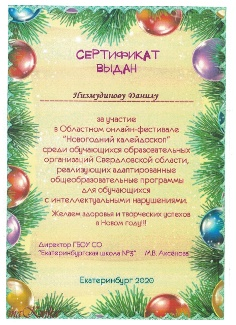 СЕРТИФИКАТ
ВЫДАН
Низмудинову Данилу
за участие
в Областном онлайн-фестивале
"Новогодний калейдоскоп"
среди обучающихся образовательных
организаций Свердловской области,
реализующих адаптированные
общеобразовательные программы
для обучающихся
с интеллектуальными нарушениями.
Желаем здоровья и творческих успехов
в Новом году!!!
Директор ГБОУ СО
"Екатеринбургская школа №3" М.В. Аксёнова
Екатеринбург 2020